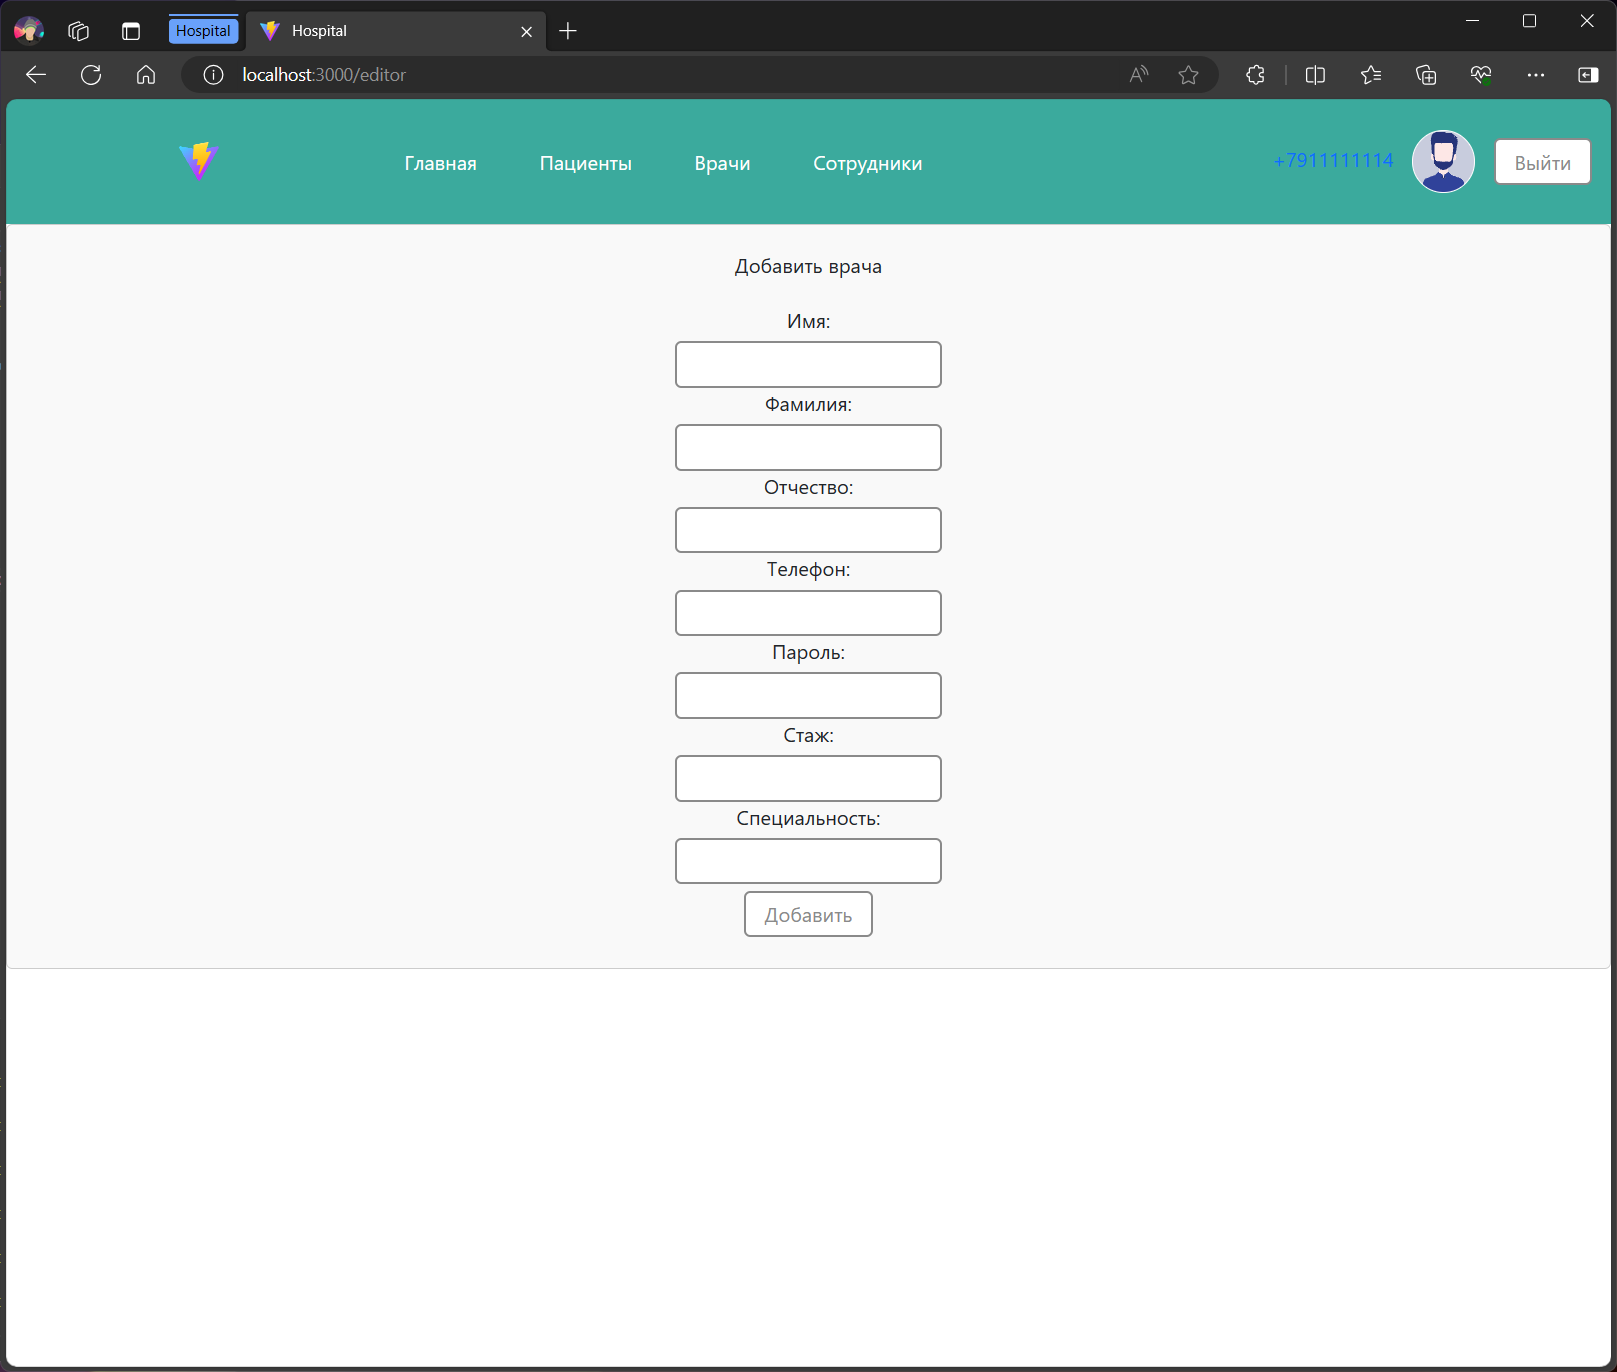 Hospital
Hospital
localhost:3000/editor
Главная
Пациенты
Врачи
Сотрудники
+7911111114
Выйти
Добавить врача
Имя:
Фамилия:
Отчество:
Телефон:
Пароль:
Стаж:
Специальность:
Добавить